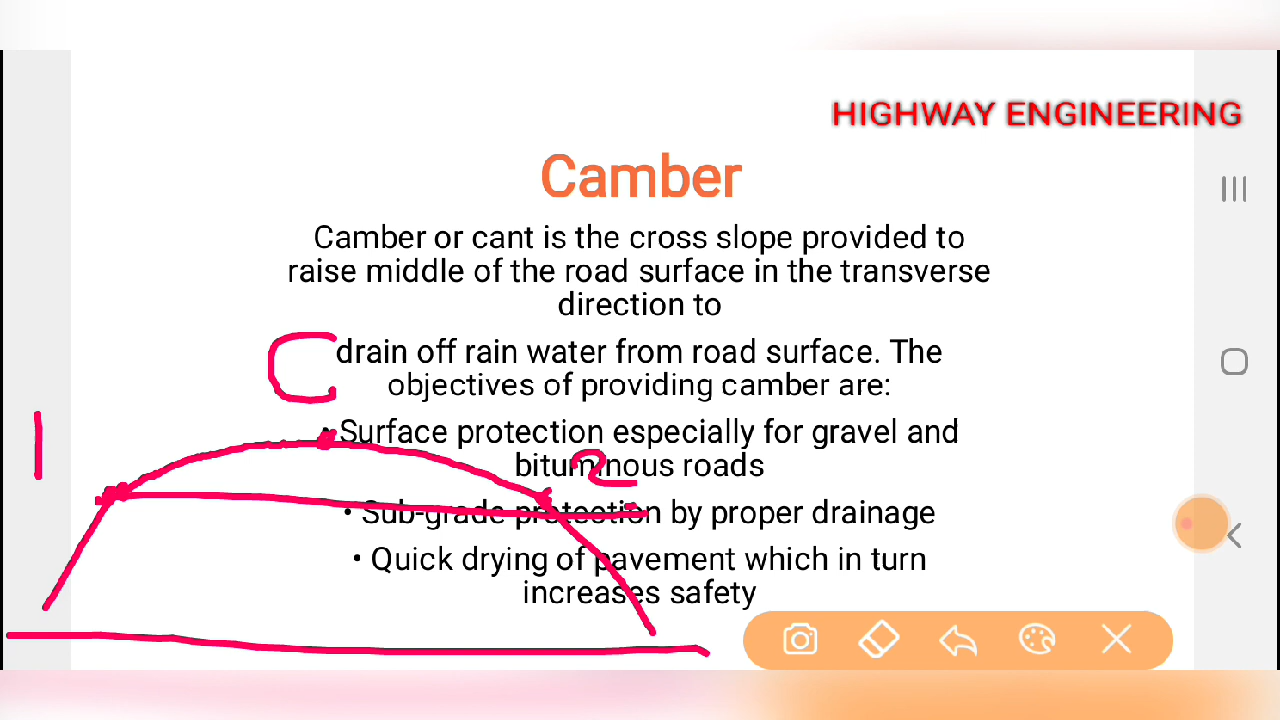 HIGHWAY ENGINEERING
Camber
Camber or cant is the cross slope provided to
raise middle of the road surface in the transverse
direction to
C
drain off rain water from road surface. The
objectives of providing camber are:
1
• Surface protection especially for gravel and
2
bituminous roads
• Sub-grade protection by proper drainage
• Quick drying of pavement which in turn
increases safety